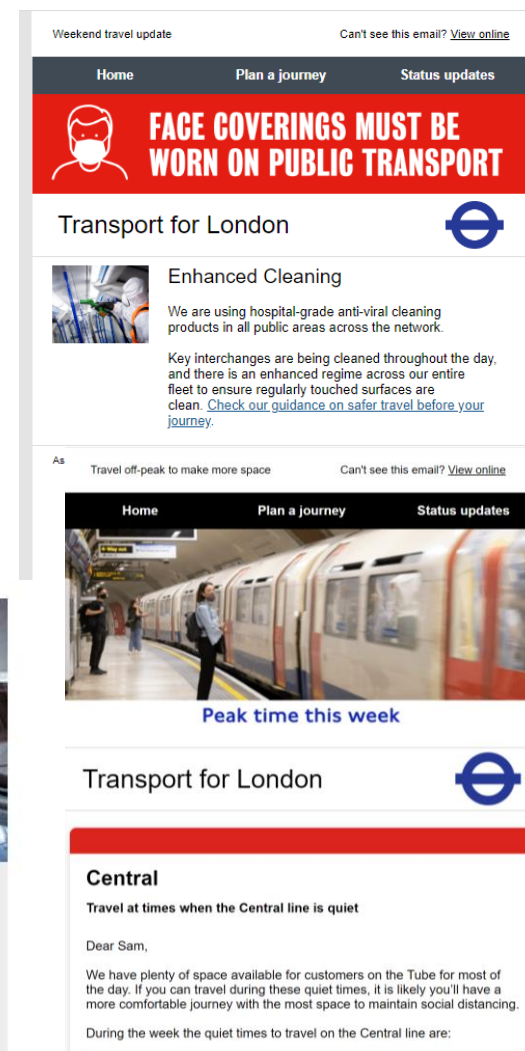 Weekend travel update Can't see this email? View online
Home Plan a journey Status updates
FACE COVERINGS MUST BE
WORN ON PUBLIC TRANSPORT
Transport for London
Enhanced Cleaning
We are using hospital-grade anti-viral cleaning
products in all public areas across the network.
Key interchanges are being cleaned throughout the day,
and there is an enhanced regime across our entire
fleet to ensure regularly touched surfaces are
clean. Check our guidance on safer travel before your
journey.
As
Travel off-peak to make more space Can't see this email? View online
Home Plan a journey Status updates
Way out
Peak time this week
Transport for London
Central
Travel at times when the Central line is quiet
Dear Sam,
We have plenty of space available for customers on the Tube for most of
the day. If you can travel during these quiet times, it is likely you'll have a
more comfortable journey with the most space to maintain social distancing.
During the week the quiet times to travel on the Central line are: